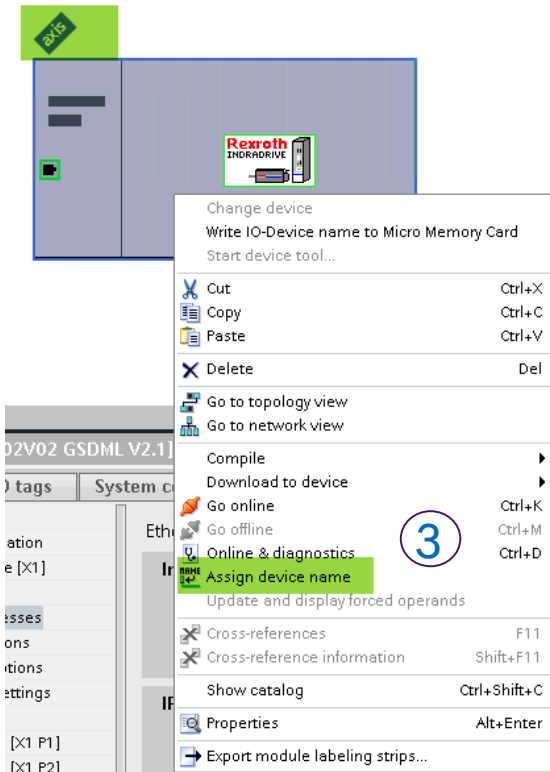 axis
Rexroth
INDRADRIVE
Change device
Write IO-Device name to Micro Memory Card
Start device tool...
Cut Ctrl+X
Copy Ctrl+C
Paste Ctrl+V
Delete Del
Go to topology view
Go to network view
02V02 GSDML V2.1]
Compile
tags Syst
Download to device
Go online Ctrl+K
Eth
Go offline Ctrl+M
ation
3
Online & diagnostics Ctrl+D
e [X1]
NAME
Assign device name
Update and display forced operands
esses
ons
Cross-references F11
otions
Cross-reference information Shift+F11
ettings
Show catalog Ctrl+Shift+C
IP
Properties Alt+Enter
[X1 P1]
Export module labeling strips...
[X1 P2]